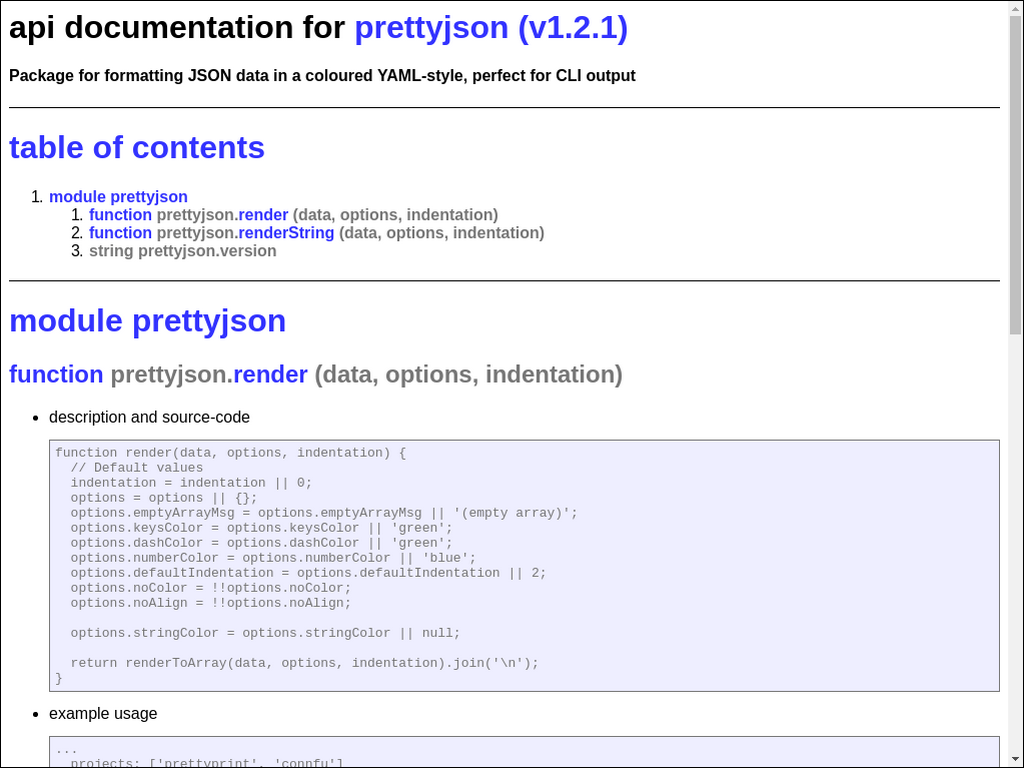 api documentation for prettyjson (v1.2.1)
Package for formatting JSON data in a coloured YAML-style, perfect for CLI output
table of contents
1. module prettyjson
1. function prettyjson.render (data, options, indentation)
2. function prettyjson.renderString (data, options, indentation)
3. string prettyjson.version
module prettyjson
function prettyjson.render (data, options, indentation)
• description and source-code
function render(data, options, indentation) {
  // Default values
  indentation = indentation || 0;
  options = options || {};
  options.emptyArrayMsg = options.emptyArrayMsg || '(empty array)';
  options.keysColor = options.keysColor || 'green';
  options.dashColor = options.dashColor || 'green';
  options.numberColor = options.numberColor || 'blue';
  options.defaultIndentation = options.defaultIndentation || 2;
  options.noColor = !!options.noColor;
  options.noAlign = !!options.noAlign;
  options.stringColor = options.stringColor || null;
  return renderToArray(data, options, indentation).join('\n');
}
• example usage
...
  projects: ['prettyprint', 'connfu']